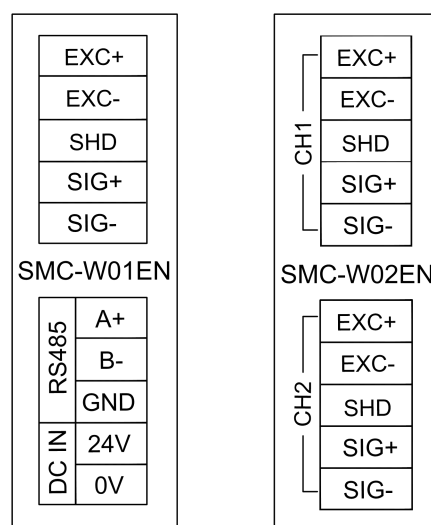 EXC+
EXC-
SHD
SIG+
SIG-
SMC-W01EN
RS485
A+
B-
GND
DC IN
24V
0V
CH1
EXC+
EXC-
SHD
SIG+
SIG-
SMC-W02EN
CH2
EXC+
EXC-
SHD
SIG+
SIG-